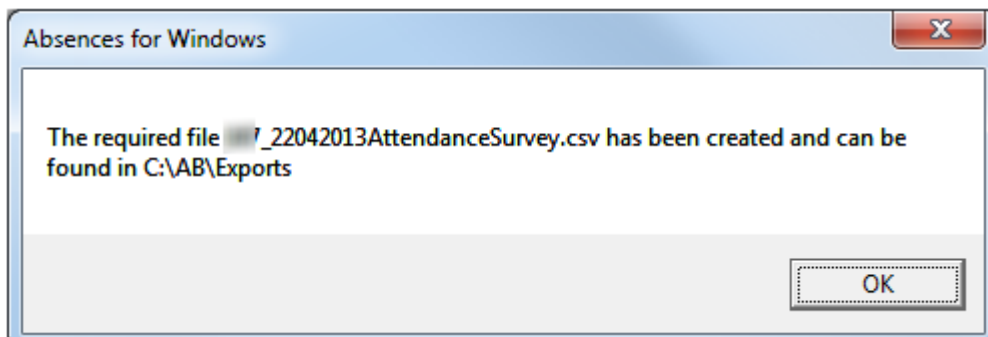 Absences for Windows
The required file 7_22042013AttendanceSurvey.csv has been created and can be
found in C:\AB\Exports
OK